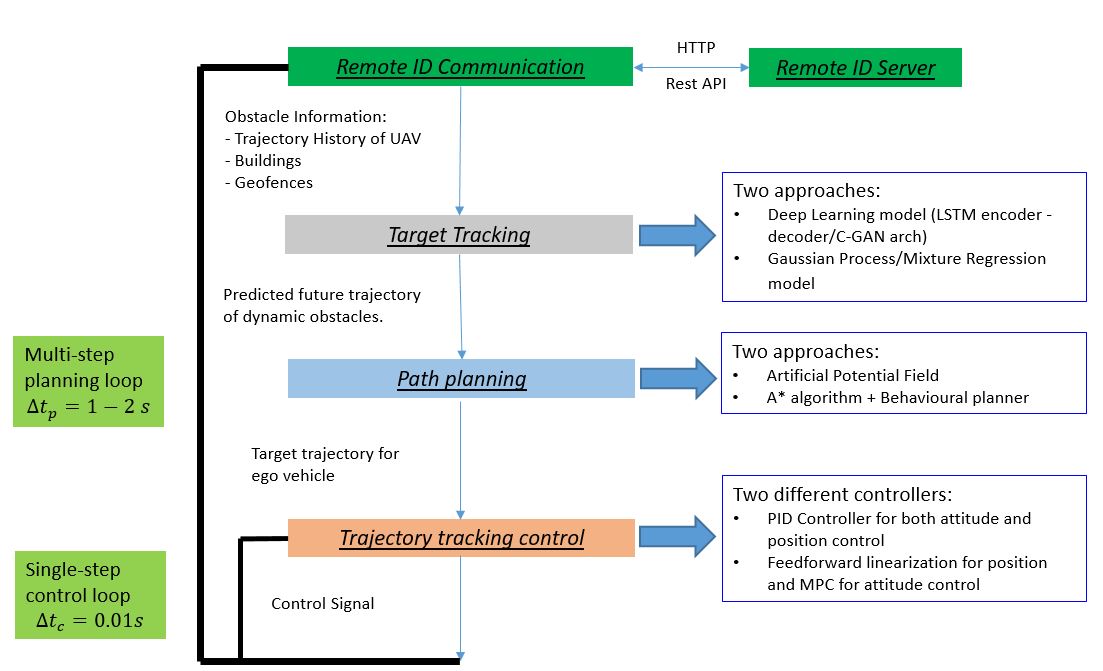 Remote ID Communication
HTTP
Rest API
Remote ID Server
Obstacle Information:
- Trajectory History of UAV
- Buildings
- Geofences
Target Tracking
Two approaches:
• Deep Learning model (LSTM encoder -
decoder/C-GAN arch)
• Gaussian Process/Mixture Regression
model
Predicted future trajectory
of dynamic obstacles.
Multi-step
planning loop
Δtₚ = 1 − 2 s
Path planning
Two approaches:
• Artificial Potential Field
• A* algorithm + Behavioural planner
Target trajectory for
ego vehicle
Trajectory tracking control
Two different controllers:
• PID Controller for both attitude and
position control
• Feedforward linearization for position
and MPC for attitude control
Single-step
control loop
Δt_c = 0.01s
Control Signal